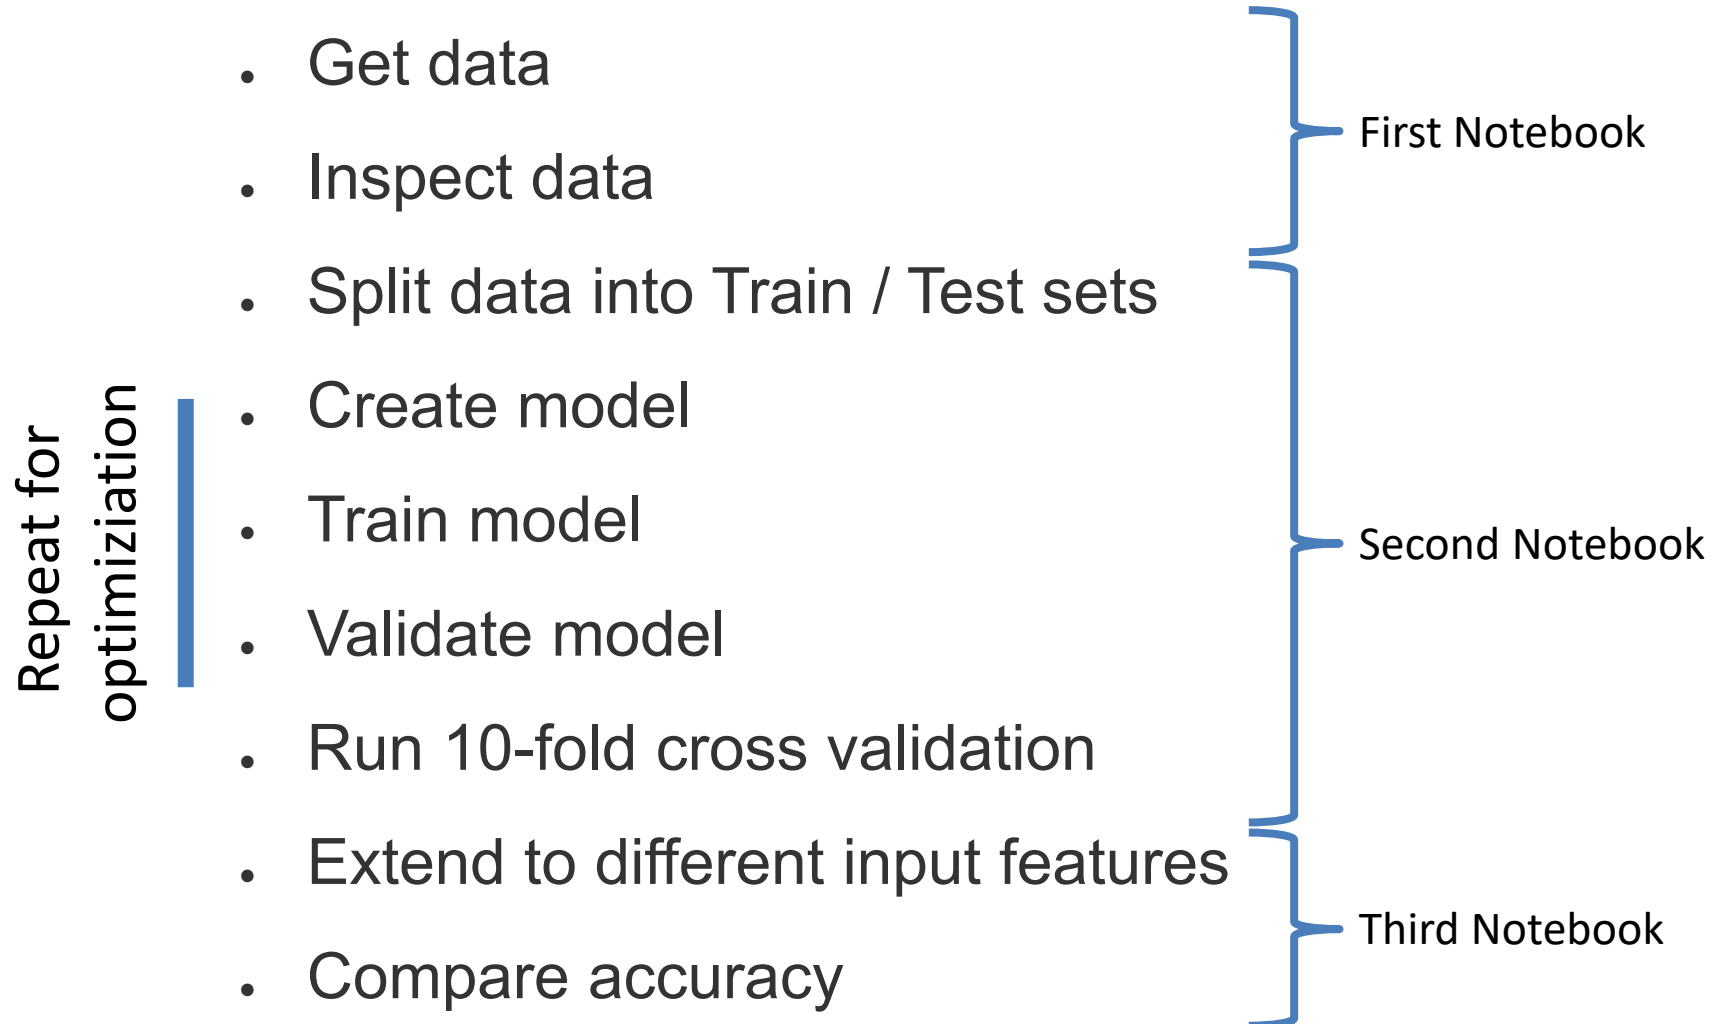 Get data
Inspect data
Split data into Train / Test sets
Create model
Train model
Validate model
Run 10-fold cross validation
Extend to different input features
Compare accuracy
Repeat for
optimiziation
First Notebook
Second Notebook
Third Notebook